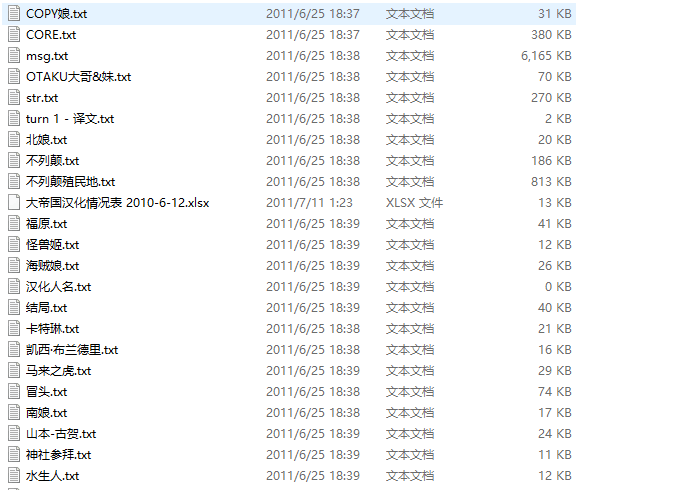 COPY娘.txt 2011/6/25 18:37 文本文档 31 KB
CORE.txt 2011/6/25 18:37 文本文档 380 KB
msg.txt 2011/6/25 18:38 文本文档 6,165 KB
OTAKU大哥&妹.txt 2011/6/25 18:38 文本文档 70 KB
str.txt 2011/6/25 18:38 文本文档 270 KB
turn 1 - 译文.txt 2011/6/25 18:38 文本文档 2 KB
北娘.txt 2011/6/25 18:38 文本文档 20 KB
不列颠.txt 2011/6/25 18:38 文本文档 186 KB
不列颠殖民地.txt 2011/6/25 18:38 文本文档 813 KB
大帝国汉化情况表 2010-6-12.xlsx 2011/7/11 1:23 XLSX 文件 13 KB
福原.txt 2011/6/25 18:39 文本文档 41 KB
怪兽姬.txt 2011/6/25 18:39 文本文档 12 KB
海贼娘.txt 2011/6/25 18:39 文本文档 26 KB
汉化人名.txt 2011/6/25 18:39 文本文档 0 KB
结局.txt 2011/6/25 18:39 文本文档 40 KB
卡特琳.txt 2011/6/25 18:38 文本文档 21 KB
凯西·布兰德里.txt 2011/6/25 18:38 文本文档 16 KB
马来之虎.txt 2011/6/25 18:39 文本文档 29 KB
冒头.txt 2011/6/25 18:38 文本文档 74 KB
南娘.txt 2011/6/25 18:38 文本文档 17 KB
山本-古贺.txt 2011/6/25 18:39 文本文档 24 KB
神社参拜.txt 2011/6/25 18:39 文本文档 11 KB
水生人.txt 2011/6/25 18:39 文本文档 12 KB